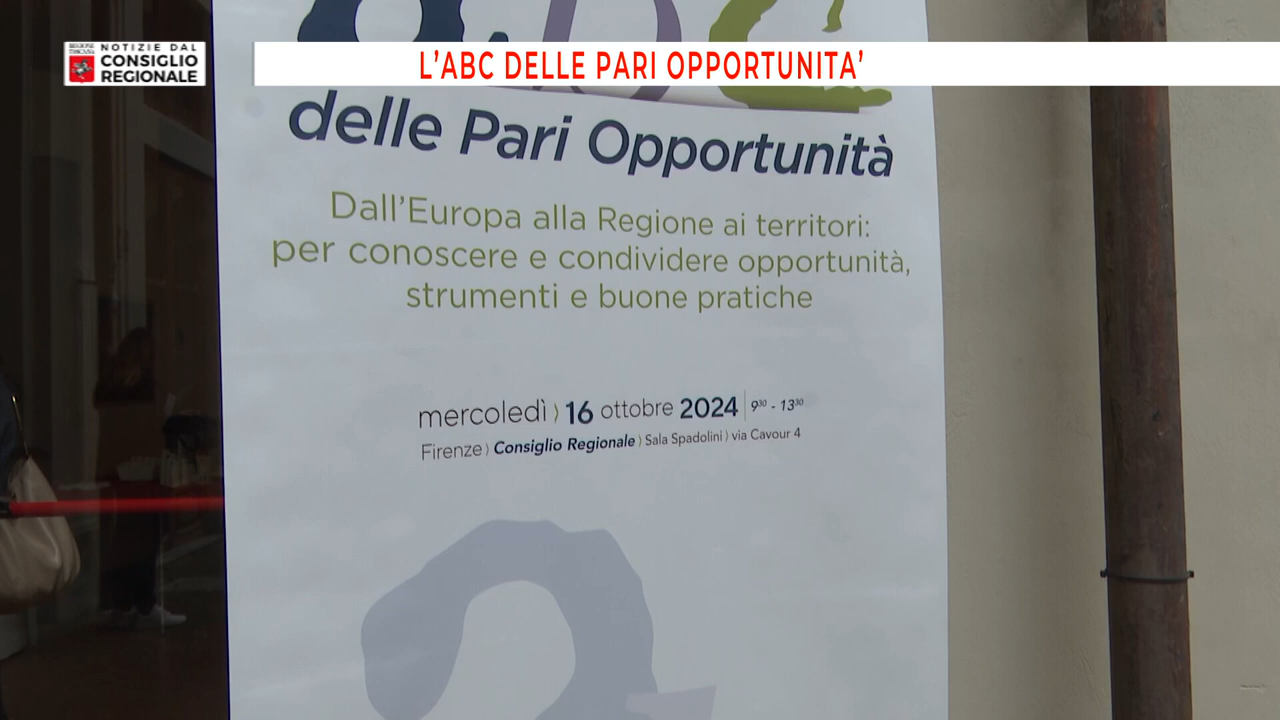 REGIONE
TOSCANA
NOTIZIE DAL
CONSIGLIO
REGIONALE
L'ABC DELLE PARI OPPORTUNITA'
delle Pari Opportunità
Dall'Europa alla Regione ai territori:
per conoscere e condividere opportunità,
strumenti e buone pratiche
mercoledì ) 16 ottobre 2024 | 9³⁰ - 13³⁰
Firenze ) Consiglio Regionale ) Sala Spadolini ) via Cavour 4